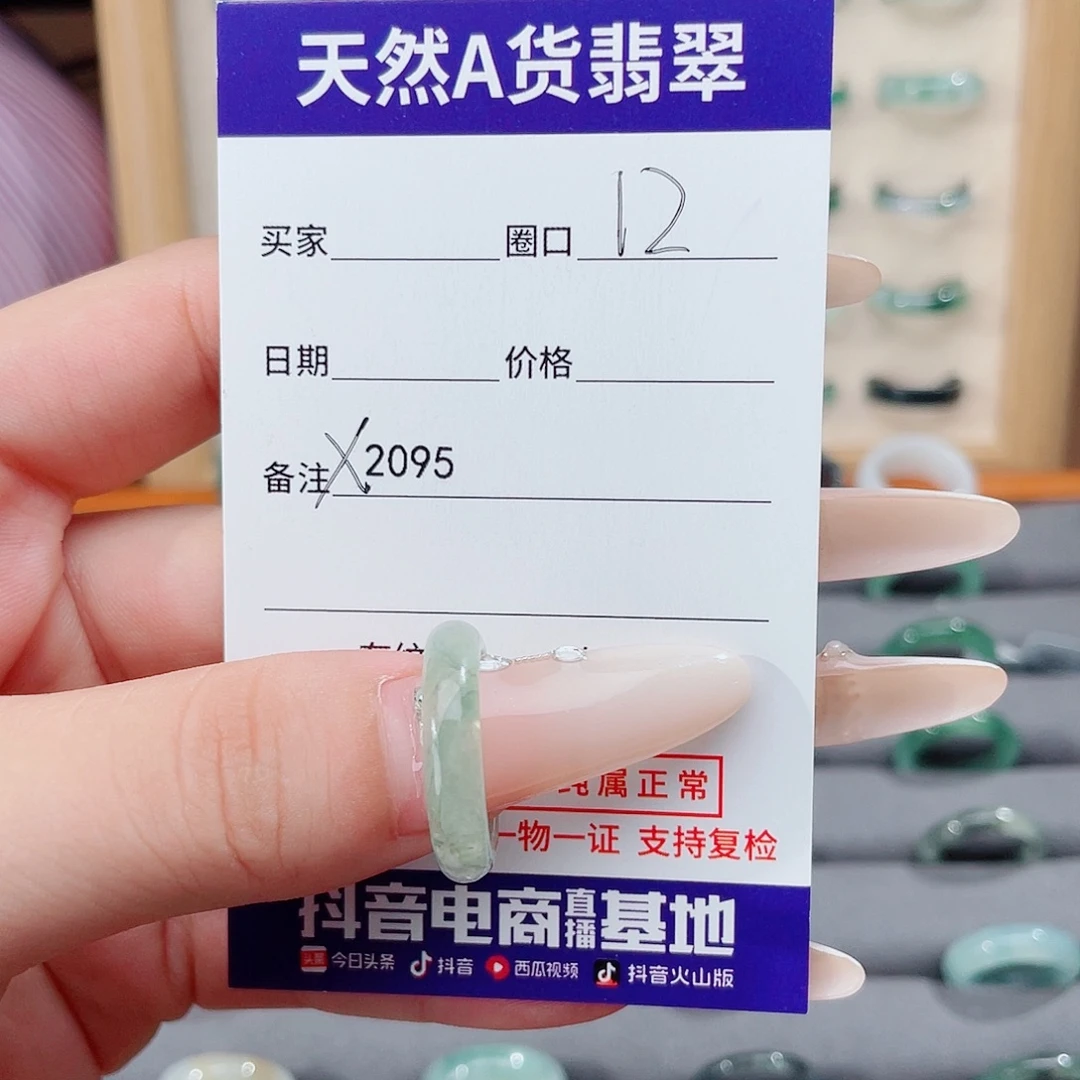 天然A货翡翠
买家 圈口 12
日期 价格
备注 X2095
属正常
一物一证 支持复检
抖音电商直播基地
头条 今日头条 抖音 西瓜视频 抖音火山版